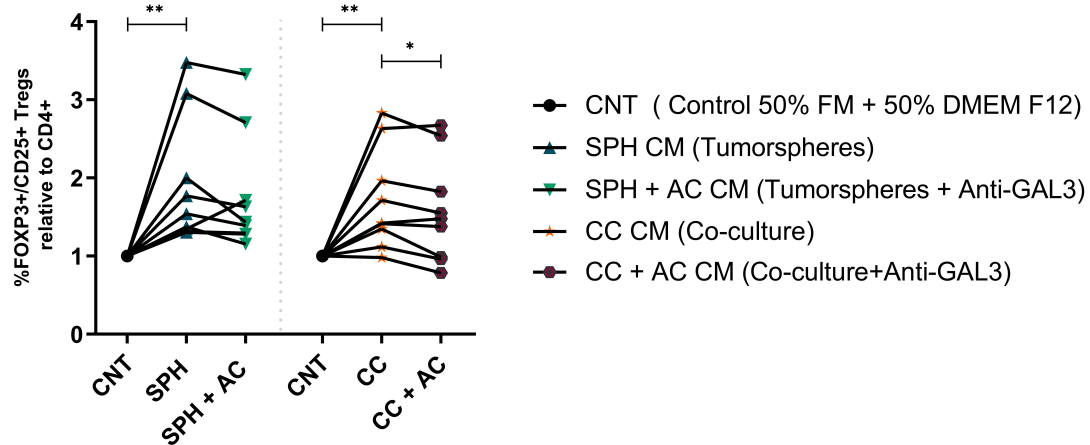 %FOXP3+/CD25+ Tregs
relative to CD4+
4
3
2
1
0
**
**
*
CNT
SPH
SPH + AC
CNT
CC
CC + AC
CNT ( Control 50% FM + 50% DMEM F12)
SPH CM (Tumorspheres)
SPH + AC CM (Tumorspheres + Anti-GAL3)
CC CM (Co-culture)
CC + AC CM (Co-culture+Anti-GAL3)